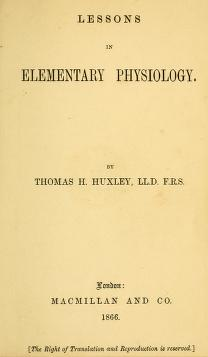 LESSONS
IN
ELEMENTARY PHYSIOLOGY.
BY
THOMAS H. HUXLEY, LL.D. F.R.S.
London:
MACMILLAN AND CO.
1866.
[The Right of Translation and Reproduction is reserved.]